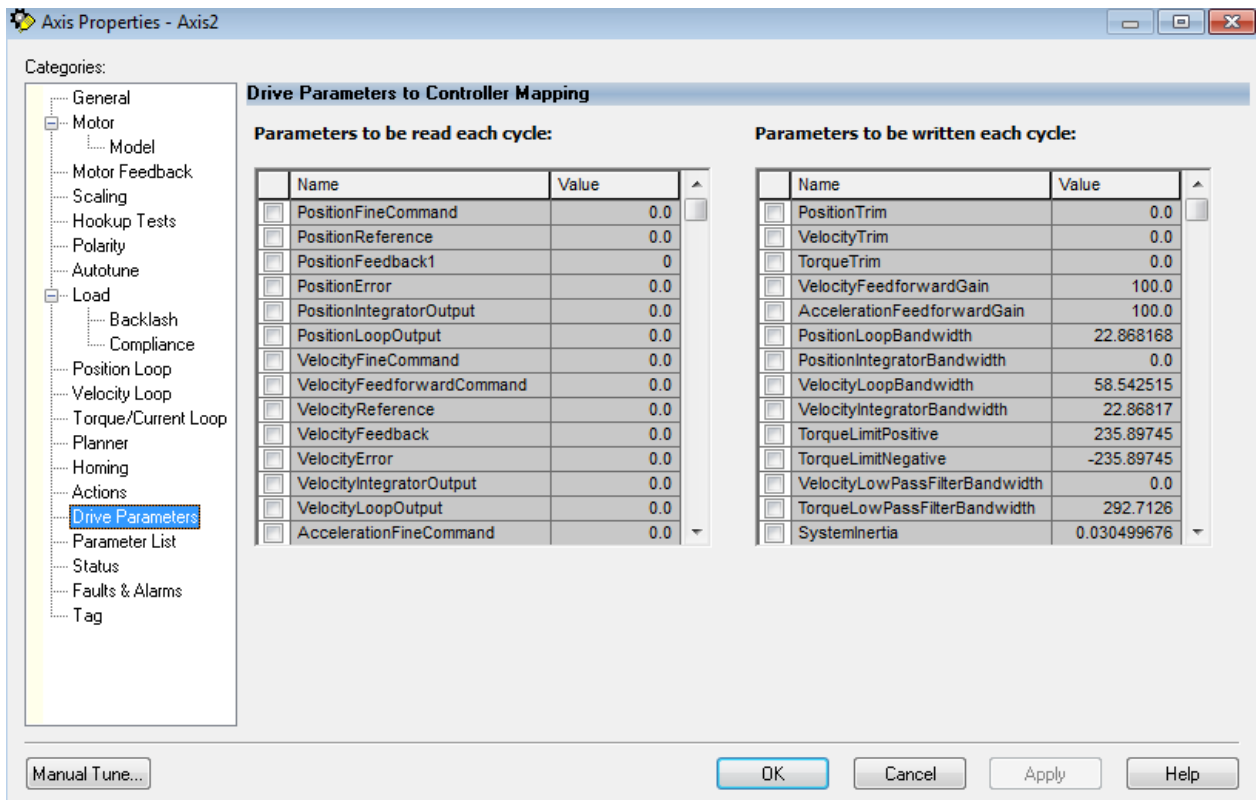 Axis Properties - Axis2
Categories:
General
Motor
Model
Motor Feedback
Scaling
Hookup Tests
Polarity
Autotune
Load
Backlash
Compliance
Position Loop
Velocity Loop
Torque/Current Loop
Planner
Homing
Actions
Drive Parameters
Parameter List
Status
Faults & Alarms
Tag
Drive Parameters to Controller Mapping
Parameters to be read each cycle:
Name Value
PositionFineCommand 0.0
PositionReference 0.0
PositionFeedback1 0
PositionError 0.0
PositionIntegratorOutput 0.0
PositionLoopOutput 0.0
VelocityFineCommand 0.0
VelocityFeedforwardCommand 0.0
VelocityReference 0.0
VelocityFeedback 0.0
VelocityError 0.0
VelocityIntegratorOutput 0.0
VelocityLoopOutput 0.0
AccelerationFineCommand 0.0
Parameters to be written each cycle:
Name Value
PositionTrim 0.0
VelocityTrim 0.0
TorqueTrim 0.0
VelocityFeedforwardGain 100.0
AccelerationFeedforwardGain 100.0
PositionLoopBandwidth 22.868168
PositionIntegratorBandwidth 0.0
VelocityLoopBandwidth 58.542515
VelocityIntegratorBandwidth 22.86817
TorqueLimitPositive 235.89745
TorqueLimitNegative -235.89745
VelocityLowPassFilterBandwidth 0.0
TorqueLowPassFilterBandwidth 292.7126
SystemInertia 0.030499676
Manual Tune...
OK
Cancel
Apply
Help